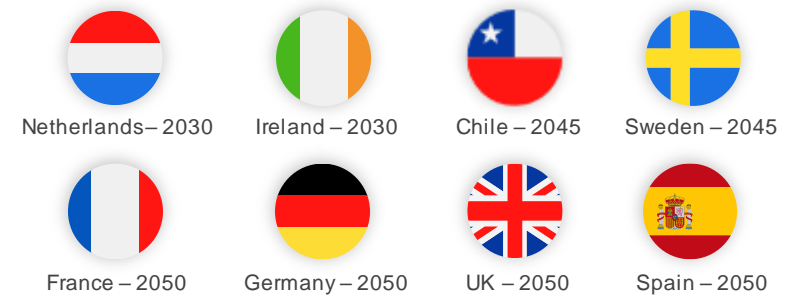 Netherlands– 2030
Ireland – 2030
Chile – 2045
Sweden – 2045
France – 2050
Germany – 2050
UK – 2050
Spain – 2050